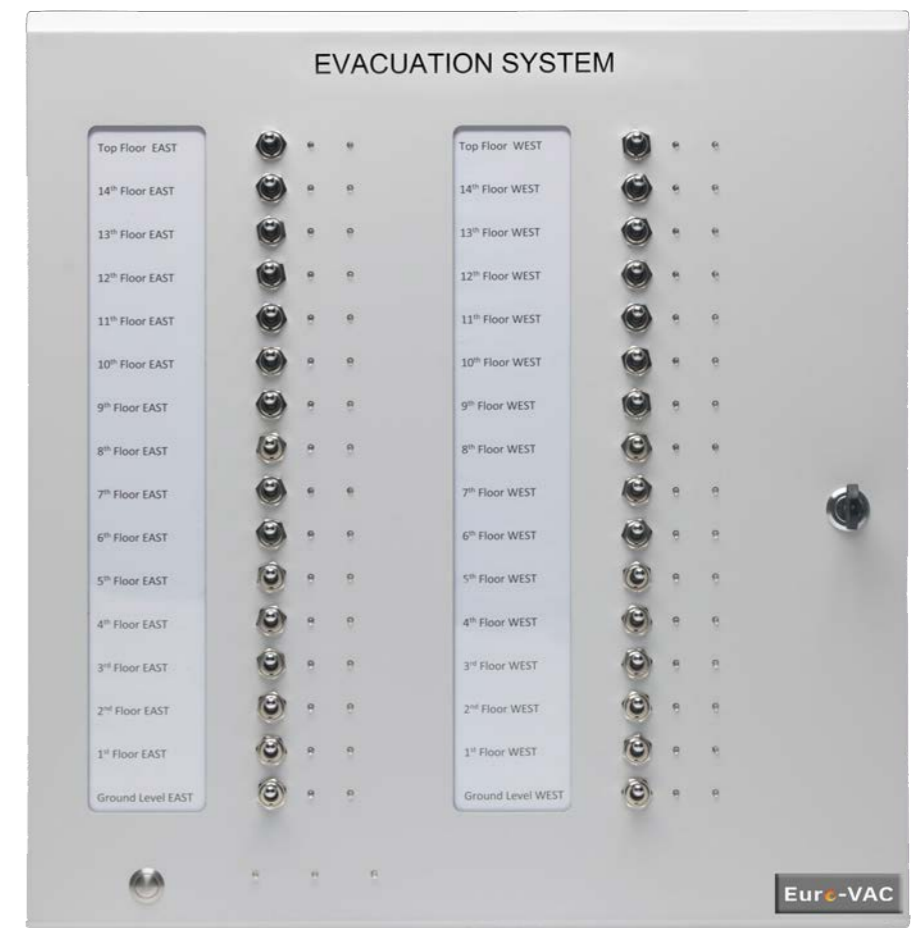 EVACUATION SYSTEM
Top Floor EAST
14th Floor EAST
13th Floor EAST
12th Floor EAST
11th Floor EAST
10th Floor EAST
9th Floor EAST
8th Floor EAST
7th Floor EAST
6th Floor EAST
5th Floor EAST
4th Floor EAST
3rd Floor EAST
2nd Floor EAST
1st Floor EAST
Ground Level EAST
Top Floor WEST
14th Floor WEST
13th Floor WEST
12th Floor WEST
11th Floor WEST
10th Floor WEST
9th Floor WEST
8th Floor WEST
7th Floor WEST
6th Floor WEST
5th Floor WEST
4th Floor WEST
3rd Floor WEST
2nd Floor WEST
1st Floor WEST
Ground Level WEST
Euro-VAC